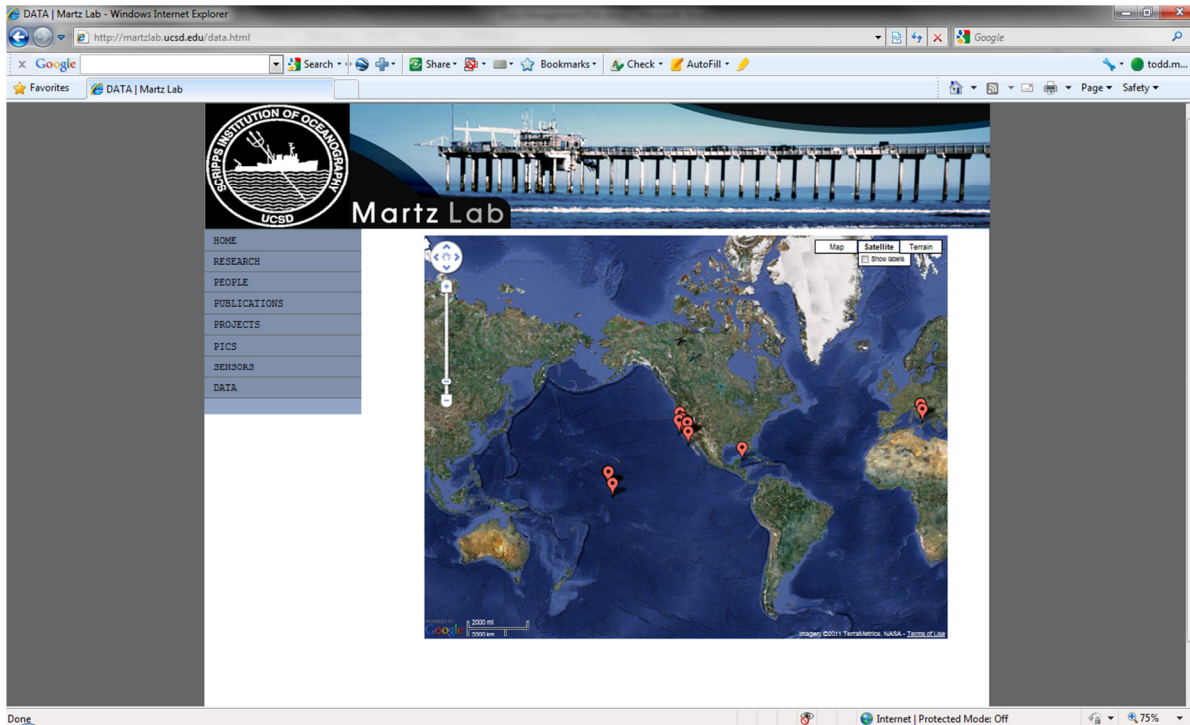 DATA | Martz Lab - Windows Internet Explorer
http://martzlab.ucsd.edu/data.html
Google
x Google
Search
Share
Bookmarks
Check
AutoFill
todd.m...
Favorites
DATA | Martz Lab
Page
Safety
SCRIPPS INSTITUTION OF OCEANOGRAPHY
UCSD
Martz Lab
HOME
RESEARCH
PEOPLE
PUBLICATIONS
PROJECTS
PICS
SENSORS
DATA
Map
Satellite
Terrain
Show labels
POWERED BY
Google
2000 mi
2000 km
Imagery ©2011 TerraMetrics, NASA - Terms of Use
Done
Internet | Protected Mode: Off
75%